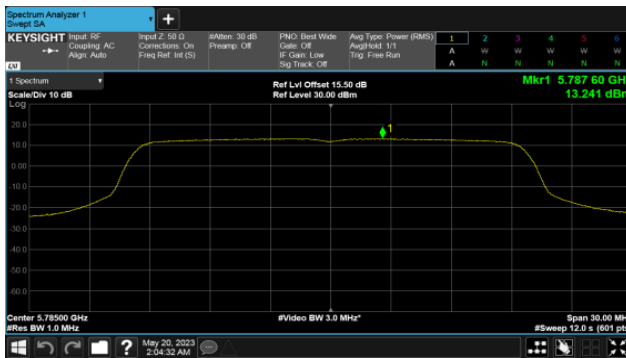 Spectrum Analyzer 1
Swept SA
KEYSIGHT Input: RF Input Z: 50 Ω #Atten: 30 dB PNO: Best Wide Avg Type: Power (RMS) 1 2 3 4 5 6
Coupling: AC Corrections: On Preamp: Off Gate: Off Avg|Hold: 1/1 A W W W W W
Align: Auto Freq Ref: Int (S) IF Gain: Low Trig: Free Run
Sig Track: Off A N N N N N
LXI
1 Spectrum Ref Lvl Offset 15.50 dB Mkr1 5.787 60 GH
Scale/Div 10 dB Ref Level 30.00 dBm 13.241 dBm
Log
20.0
1
10.0
0.00
-10.0
-20.0
-30.0
-40.0
-50.0
-60.0
Center 5.78500 GHz #Video BW 3.0 MHz* Span 30.00 MH
#Res BW 1.0 MHz #Sweep 12.0 s (601 pts
? May 20, 2023
2:04:32 AM